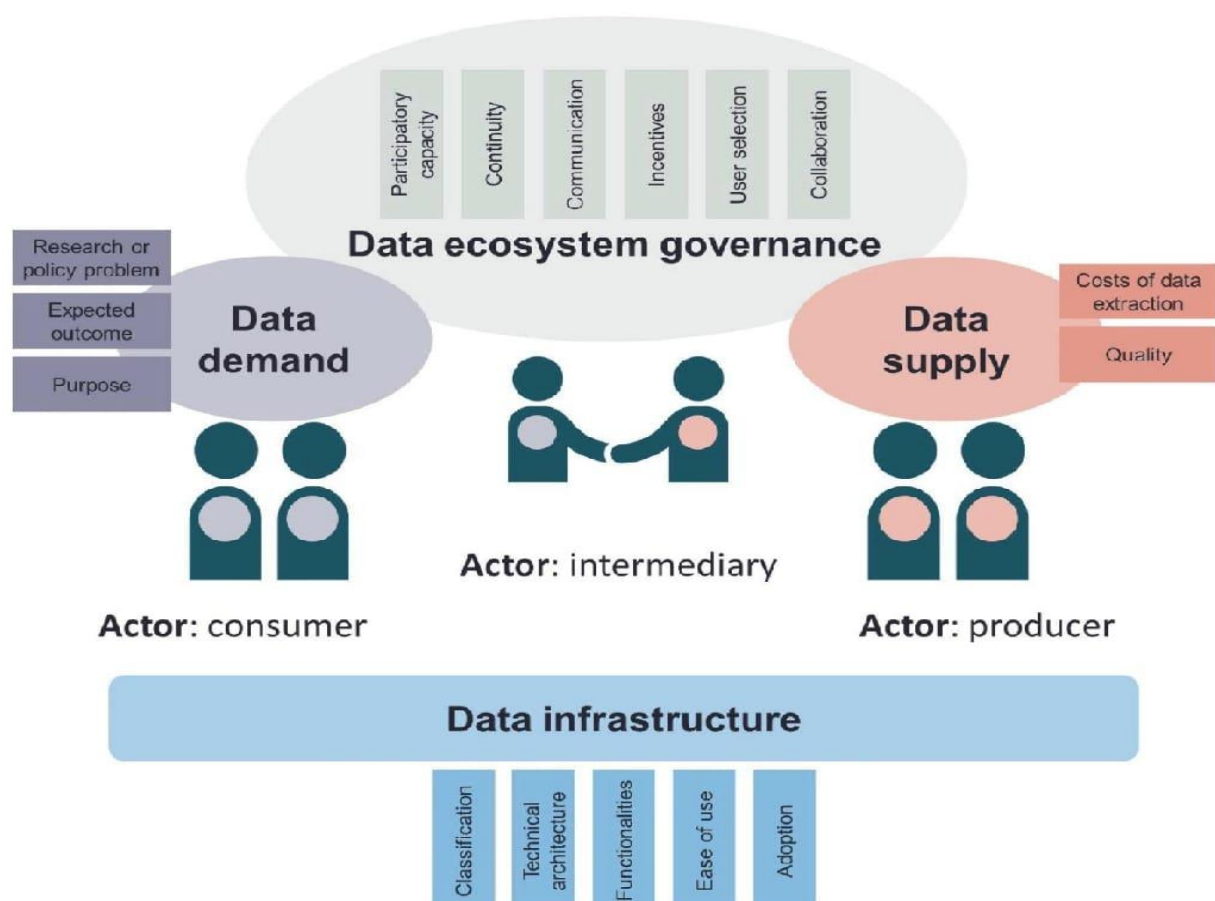 Participatory
capacity
Continuity
Communication
Incentives
User selection
Collaboration
Data ecosystem governance
Research or
policy problem
Expected
outcome
Purpose
Data
demand
Data
supply
Costs of data
extraction
Quality
Actor: intermediary
Actor: consumer
Actor: producer
Data infrastructure
Classification
Technical
architecture
Functionalities
Ease of use
Adoption